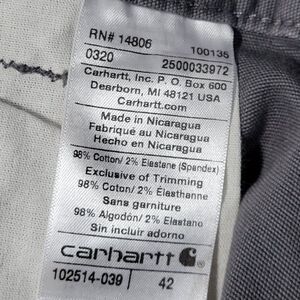 RN# 14806 100135
0320 2500033972
Carhartt, Inc. P. O. Box 600
Dearborn, MI 48121 USA
Carhartt.com
Made in Nicaragua
Fabriqué au Nicaragua
Hecho en Nicaragua
98% Cotton/ 2% Elastane (Spandex)
Exclusive of Trimming
98% Coton/ 2% Élasthanne
Sans garniture
98% Algodón/ 2% Elastano
Sin incluir adorno
carhartt
102514-039 42